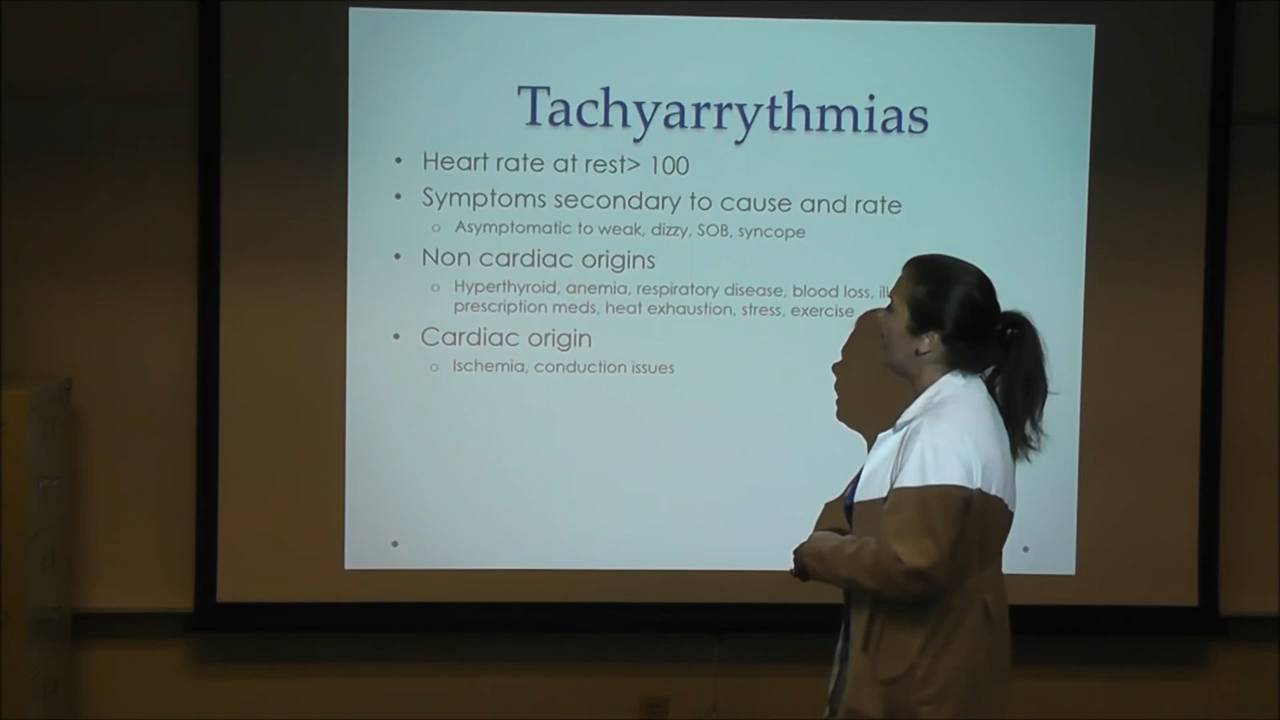 Tachyarrythmias
• Heart rate at rest> 100
• Symptoms secondary to cause and rate
o Asymptomatic to weak, dizzy, SOB, syncope
• Non cardiac origins
o Hyperthyroid, anemia, respiratory disease, blood loss,
prescription meds, heat exhaustion, stress, exercise
• Cardiac origin
o Ischemia, conduction issues